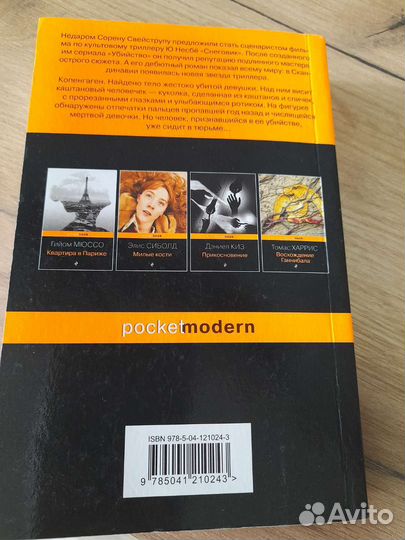 Недаром Сорену Свейструпу предложили стать сценаристом филь-
ма по культовому триллеру Ю Несбё «Снеговик». После созданного
им сериала «Убийство» он получил репутацию подлинного мастера
острого сюжета. А его дебютный роман показал всему миру: в Скан-
динавии появилась новая звезда триллера.
Копенгаген. Найдено тело жестоко убитой девушки. Над ним висит
каштановый человечек — куколка, сделанная из каштанов и спичек,
с прорезанными глазками и улыбающимся ротиком. На фигурке
обнаружены отпечатки пальцев пропавшей год назад и числящейся
мертвой девочки. Но человек, признавшийся в ее убийстве,
уже сидит в тюрьме...
Гийом МЮССО
Квартира в Париже
Элис СИБОЛД
Милые кости
Дэниел КИЗ
Прикосновение
Томас ХАРРИС
Восхождение
Ганнибала
pocketmodern
ISBN 978-5-04-121024-3
9 785041 210243 >
Avito